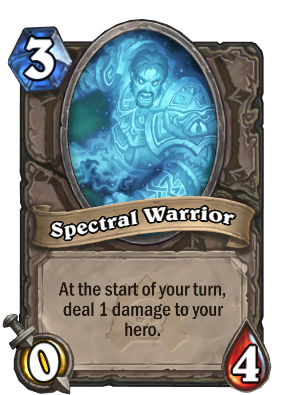 3
Spectral Warrior
At the start of your turn,
deal 1 damage to your
hero.
0
4